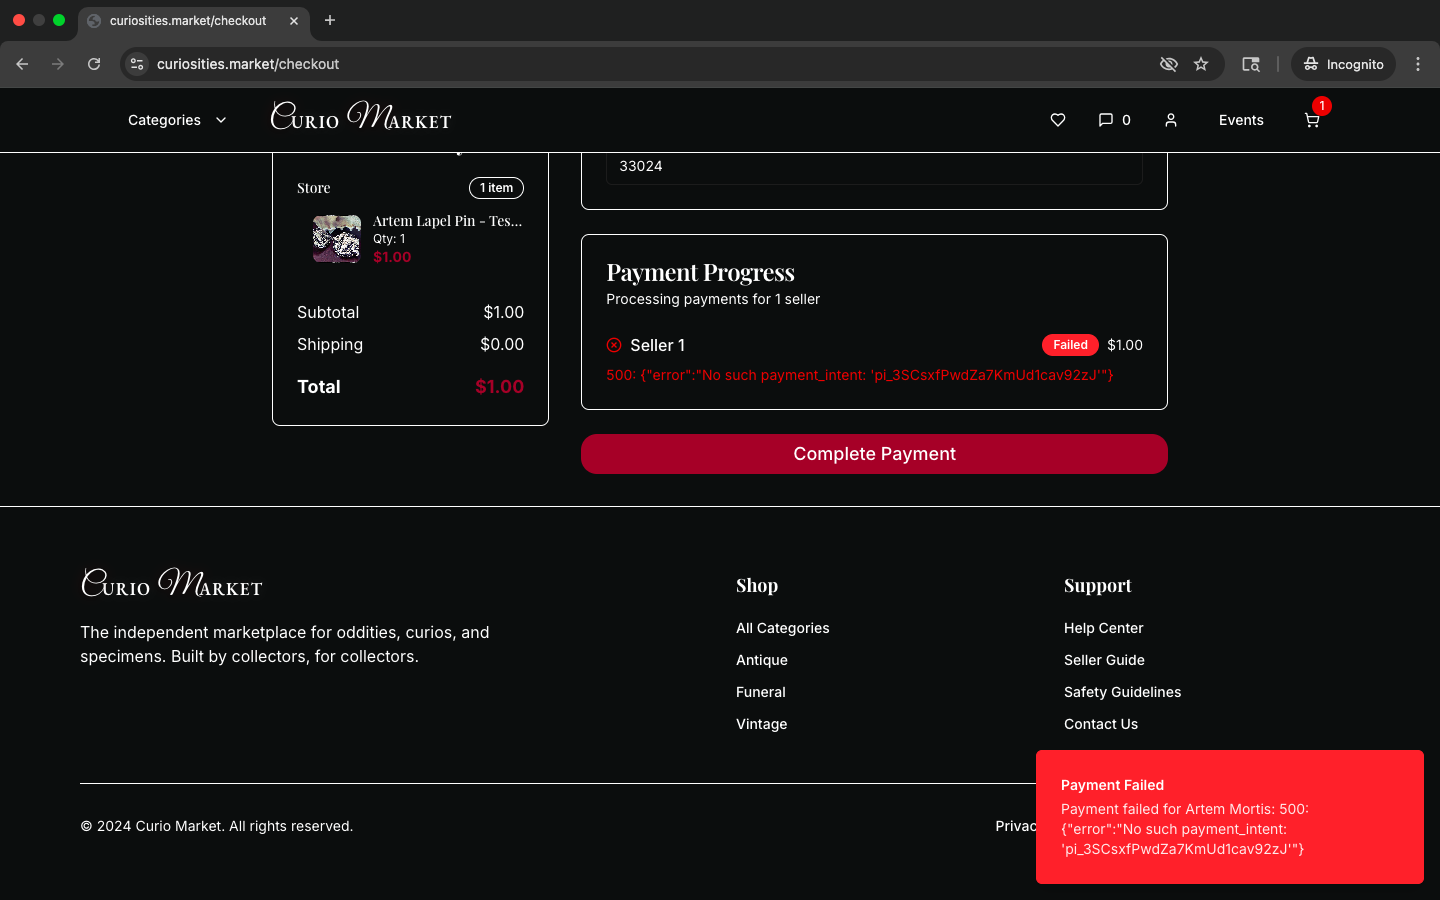 curiosities.market/checkout
curiosities.market/checkout
Incognito
Categories
Curio Market
0
Events
1
Store
1 item
Artem Lapel Pin - Tes...
Qty: 1
$1.00
Subtotal
$1.00
Shipping
$0.00
Total
$1.00
33024
Payment Progress
Processing payments for 1 seller
Seller 1
Failed
$1.00
500: {"error":"No such payment_intent: 'pi_3SCsxfPwdZa7KmUd1cav92zJ'"}
Complete Payment
Curio Market
The independent marketplace for oddities, curios, and
specimens. Built by collectors, for collectors.
Shop
All Categories
Antique
Funeral
Vintage
Support
Help Center
Seller Guide
Safety Guidelines
Contact Us
© 2024 Curio Market. All rights reserved.
Privac
Payment Failed
Payment failed for Artem Mortis: 500:
{"error":"No such payment_intent:
'pi_3SCsxfPwdZa7KmUd1cav92zJ'"}